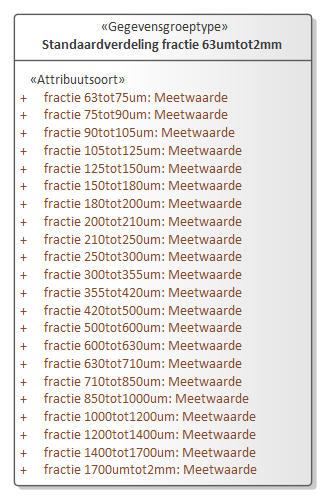 «Gegevensgroeptype»
Standaardverdeling fractie 63umtot2mm
«Attribuutsoort»
+ fractie 63tot75um: Meetwaarde
+ fractie 75tot90um: Meetwaarde
+ fractie 90tot105um: Meetwaarde
+ fractie 105tot125um: Meetwaarde
+ fractie 125tot150um: Meetwaarde
+ fractie 150tot180um: Meetwaarde
+ fractie 180tot200um: Meetwaarde
+ fractie 200tot210um: Meetwaarde
+ fractie 210tot250um: Meetwaarde
+ fractie 250tot300um: Meetwaarde
+ fractie 300tot355um: Meetwaarde
+ fractie 355tot420um: Meetwaarde
+ fractie 420tot500um: Meetwaarde
+ fractie 500tot600um: Meetwaarde
+ fractie 600tot630um: Meetwaarde
+ fractie 630tot710um: Meetwaarde
+ fractie 710tot850um: Meetwaarde
+ fractie 850tot1000um: Meetwaarde
+ fractie 1000tot1200um: Meetwaarde
+ fractie 1200tot1400um: Meetwaarde
+ fractie 1400tot1700um: Meetwaarde
+ fractie 1700umtot2mm: Meetwaarde